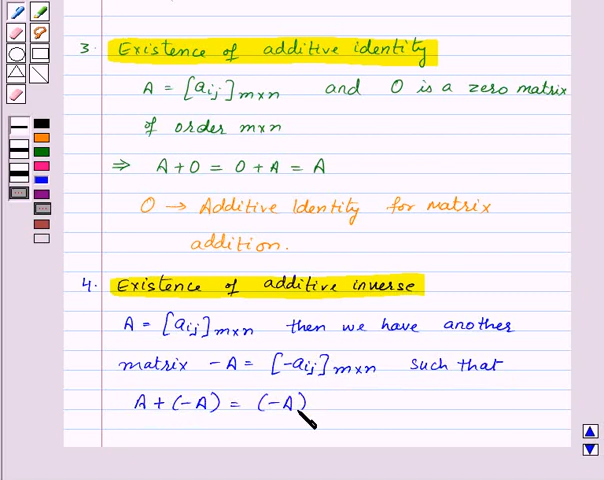 3. Existence of additive identity
A = [aij]m×n and O is a zero matrix
of order m×n
⇒ A+O = O+A = A
O → Additive Identity for matrix
addition.
4. Existence of additive inverse
A = [aij]m×n then we have another
matrix -A = [-aij]m×n such that
A+(-A) = (-A)